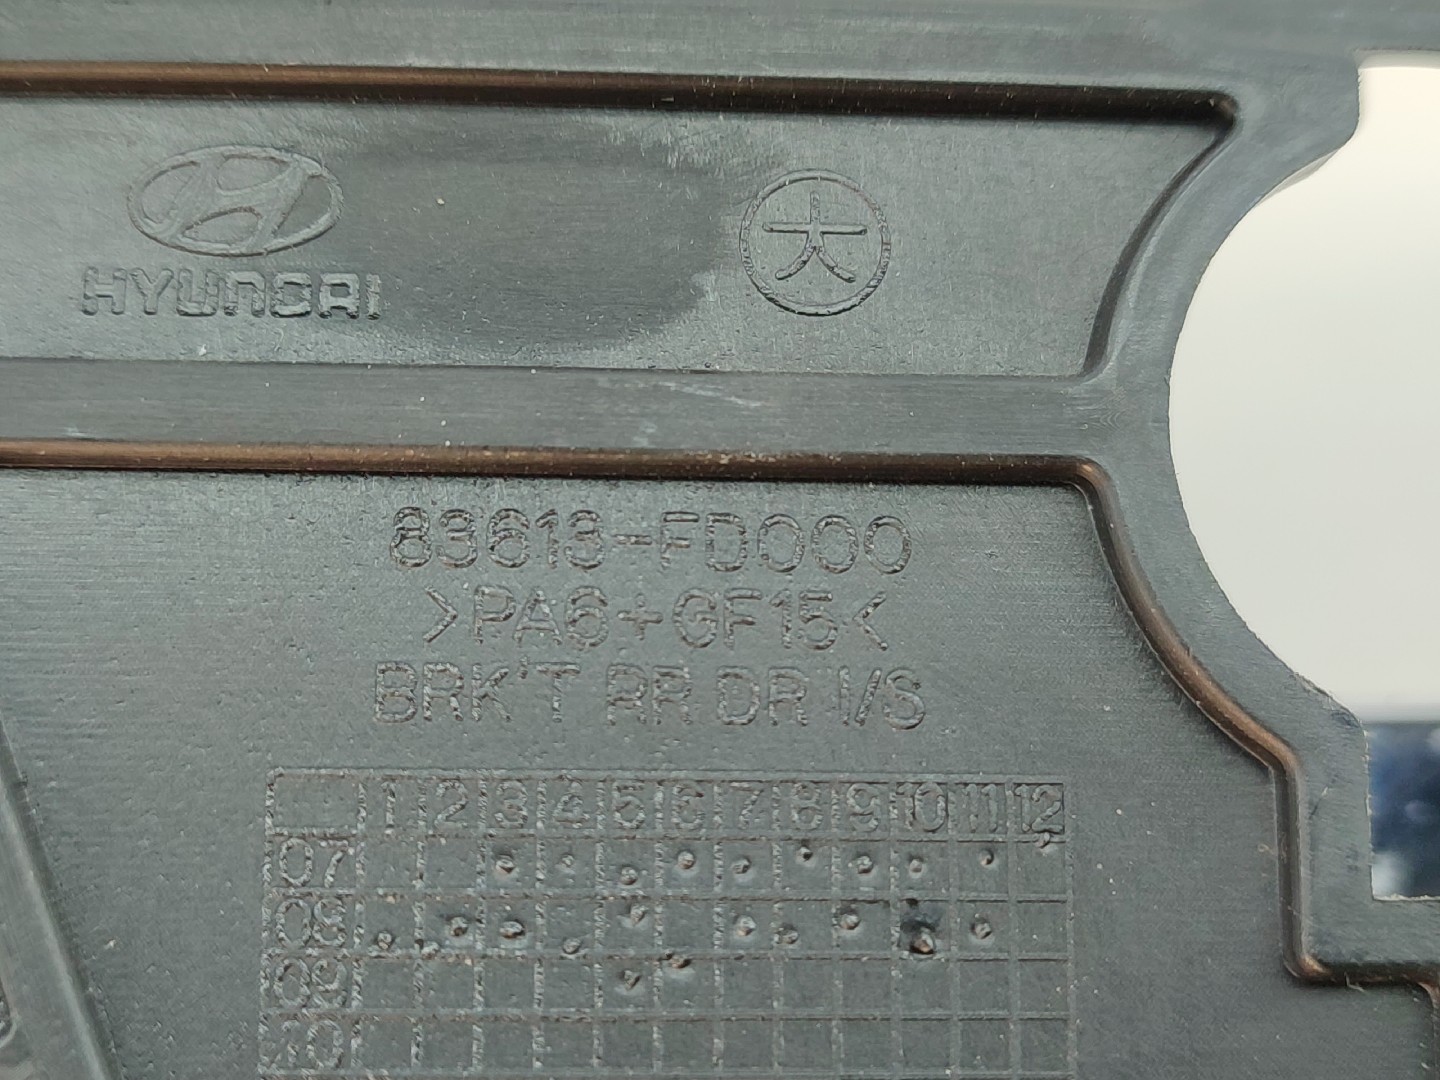 HYUNDAI
大
83613-FD000
>PA6+GF15<
BRK'T RR DR I/S
1 2 3 4 5 6 7 8 9 10 11 12
07
08
09
10